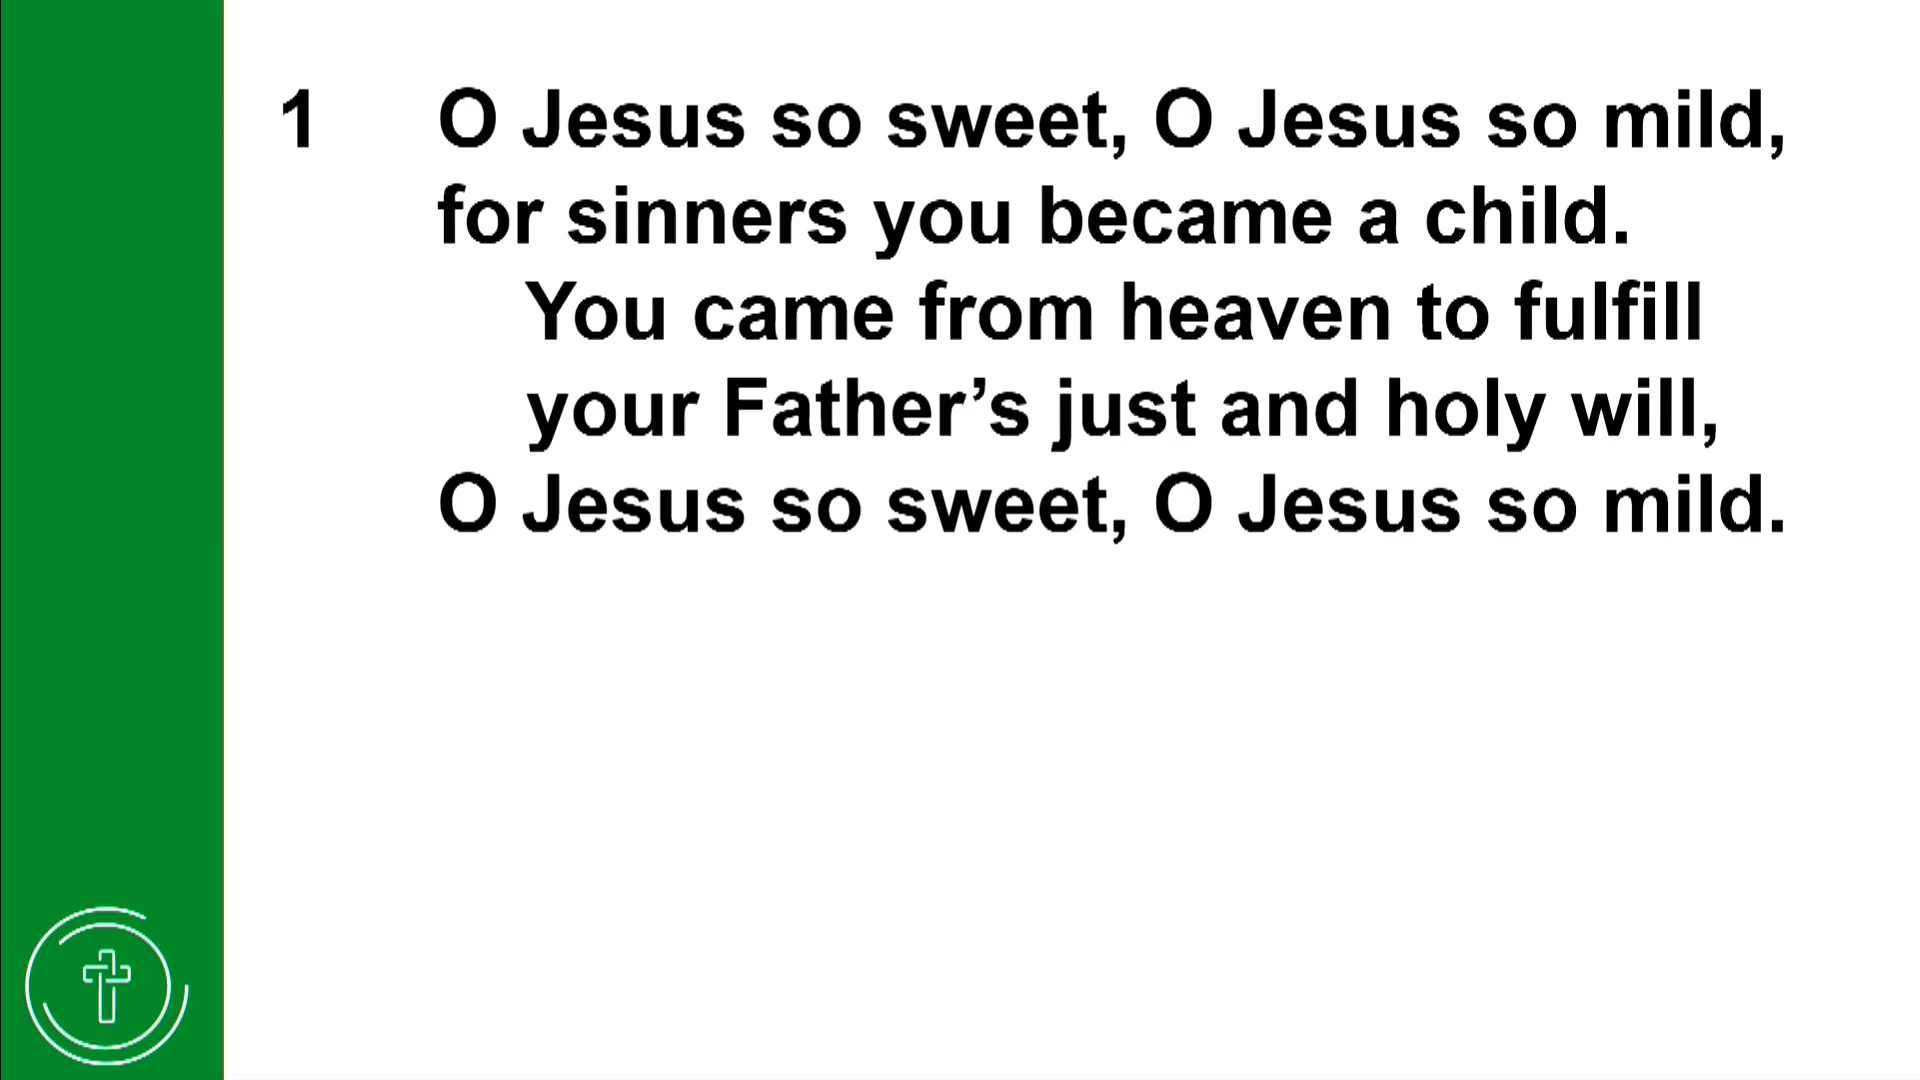 1 O Jesus so sweet, O Jesus so mild,
for sinners you became a child.
You came from heaven to fulfill
your Father’s just and holy will,
O Jesus so sweet, O Jesus so mild.